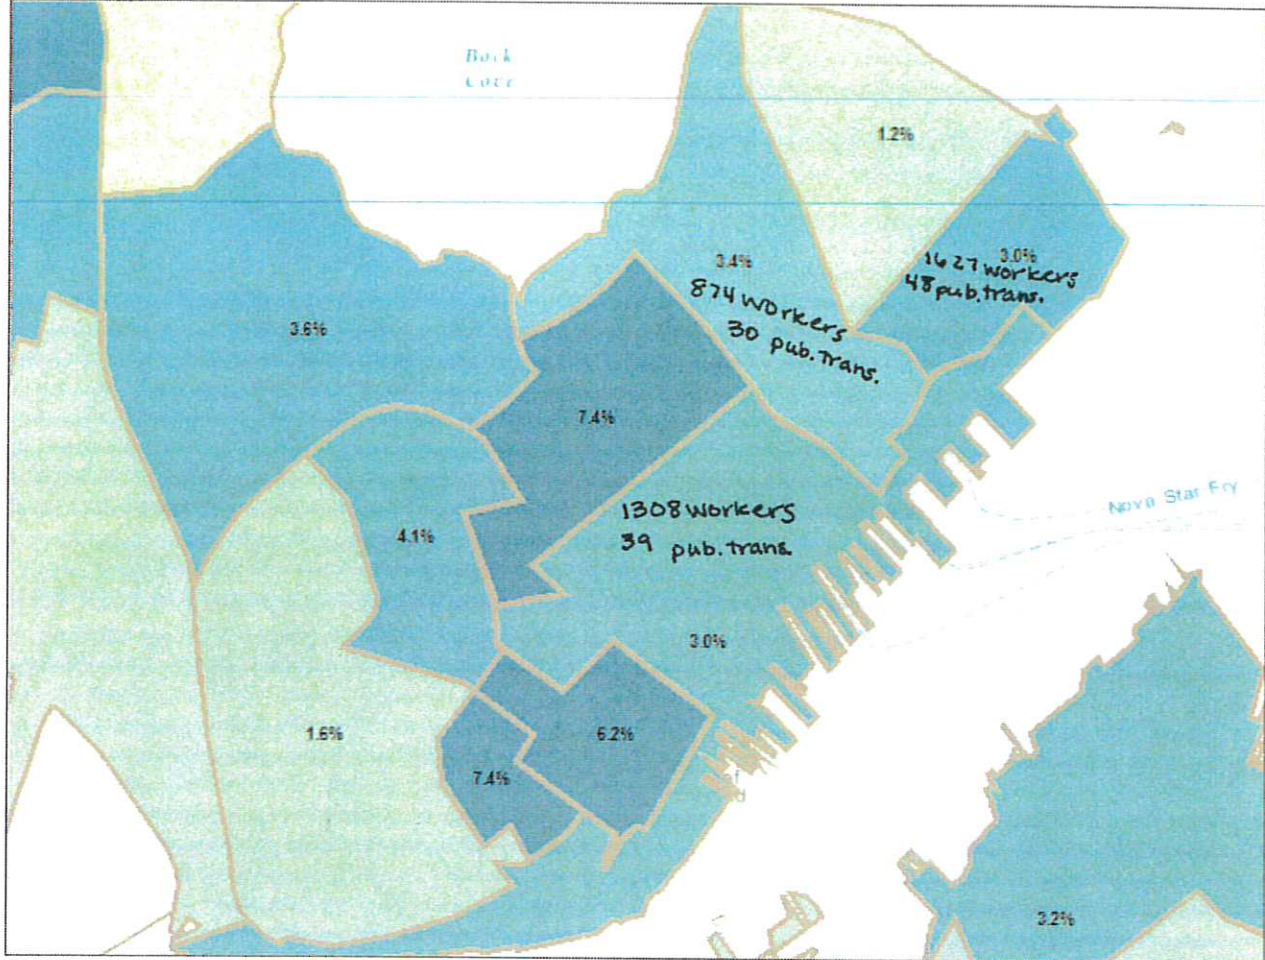 Back
Cove
1.2%
3.4%
3.0%
1627 workers
48 pub. trans.
874 workers
30 pub. trans.
3.6%
7.4%
4.1%
1308 workers
39 pub. trans.
Nova Star Fry
3.0%
1.6%
6.2%
7.4%
3.2%